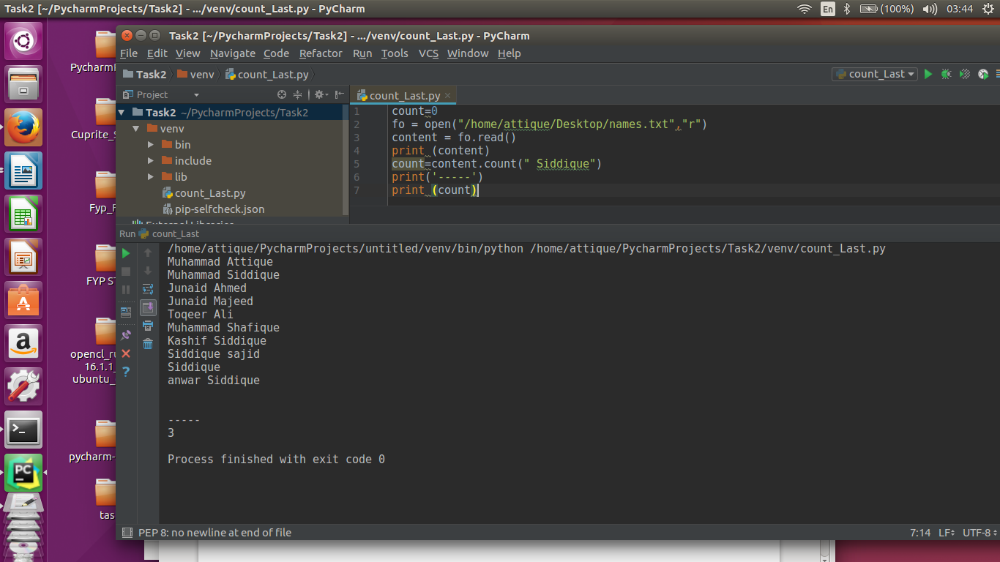 Task2 [~/PycharmProjects/Task2] - .../venv/count_Last.py - PyCharm
En (100%) 03:44
Task2 [~/PycharmProjects/Task2] - .../venv/count_Last.py - PyCharm
File Edit View Navigate Code Refactor Run Tools VCS Window Help
Task2 venv count_Last.py
count_Last
Project
count_Last.py
Task2 ~/PycharmProjects/Task2
venv
bin
include
lib
count_Last.py
pip-selfcheck.json
External Libraries
1 count=0
2 fo = open("/home/attique/Desktop/names.txt","r")
3 content = fo.read()
4 print (content)
5 count=content.count(" Siddique")
6 print('-----')
7 print (count)
Run count_Last
/home/attique/PycharmProjects/untitled/venv/bin/python /home/attique/PycharmProjects/Task2/venv/count_Last.py
Muhammad Attique
Muhammad Siddique
Junaid Ahmed
Junaid Majeed
Toqeer Ali
Muhammad Shafique
Kashif Siddique
Siddique sajid
Siddique
anwar Siddique
-----
3
Process finished with exit code 0
PEP 8: no newline at end of file
7:14 LF UTF-8
PycharmP
Cuprite_S
Fyp_F
FYP ST
opencl_ru
16.1.1_
ubuntu_
pycharm-
tas
a
>_
PC